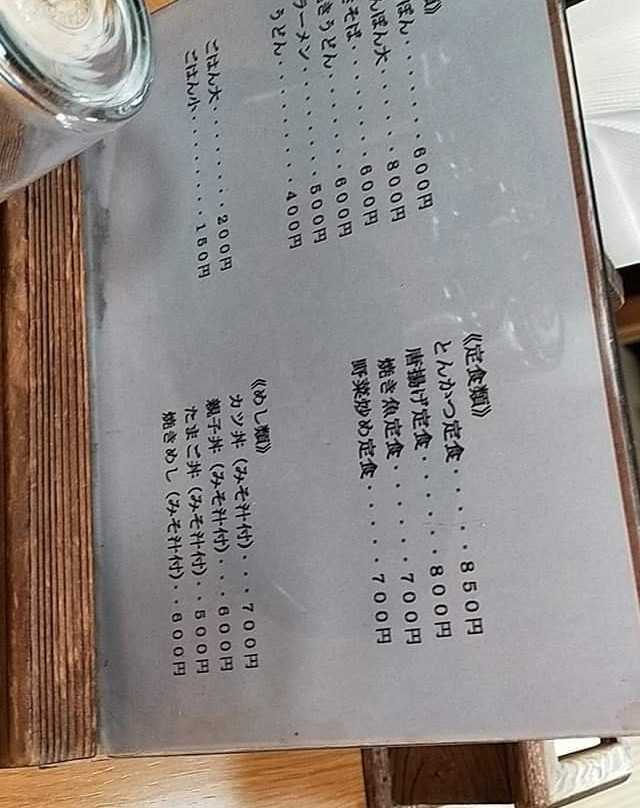 ぽん・・・・・・600円
んぽん大・・・・・800円
そば・・・・・・600円
きうどん・・・・・・600円
ラーメン・・・・・・・500円
うどん・・・・・・・・400円
ごはん大・・・・・・・200円
ごはん小・・・・・・・150円
《定食類》
とんかつ定食・・・・850円
唐揚げ定食・・・・・・800円
焼き魚定食・・・・・・700円
野菜炒め定食・・・・・700円
《めし類》
カツ丼（みそ汁付）・・・700円
親子丼（みそ汁付）・・・600円
たまご丼（みそ汁付）・・500円
焼きめし（みそ汁付）・・600円